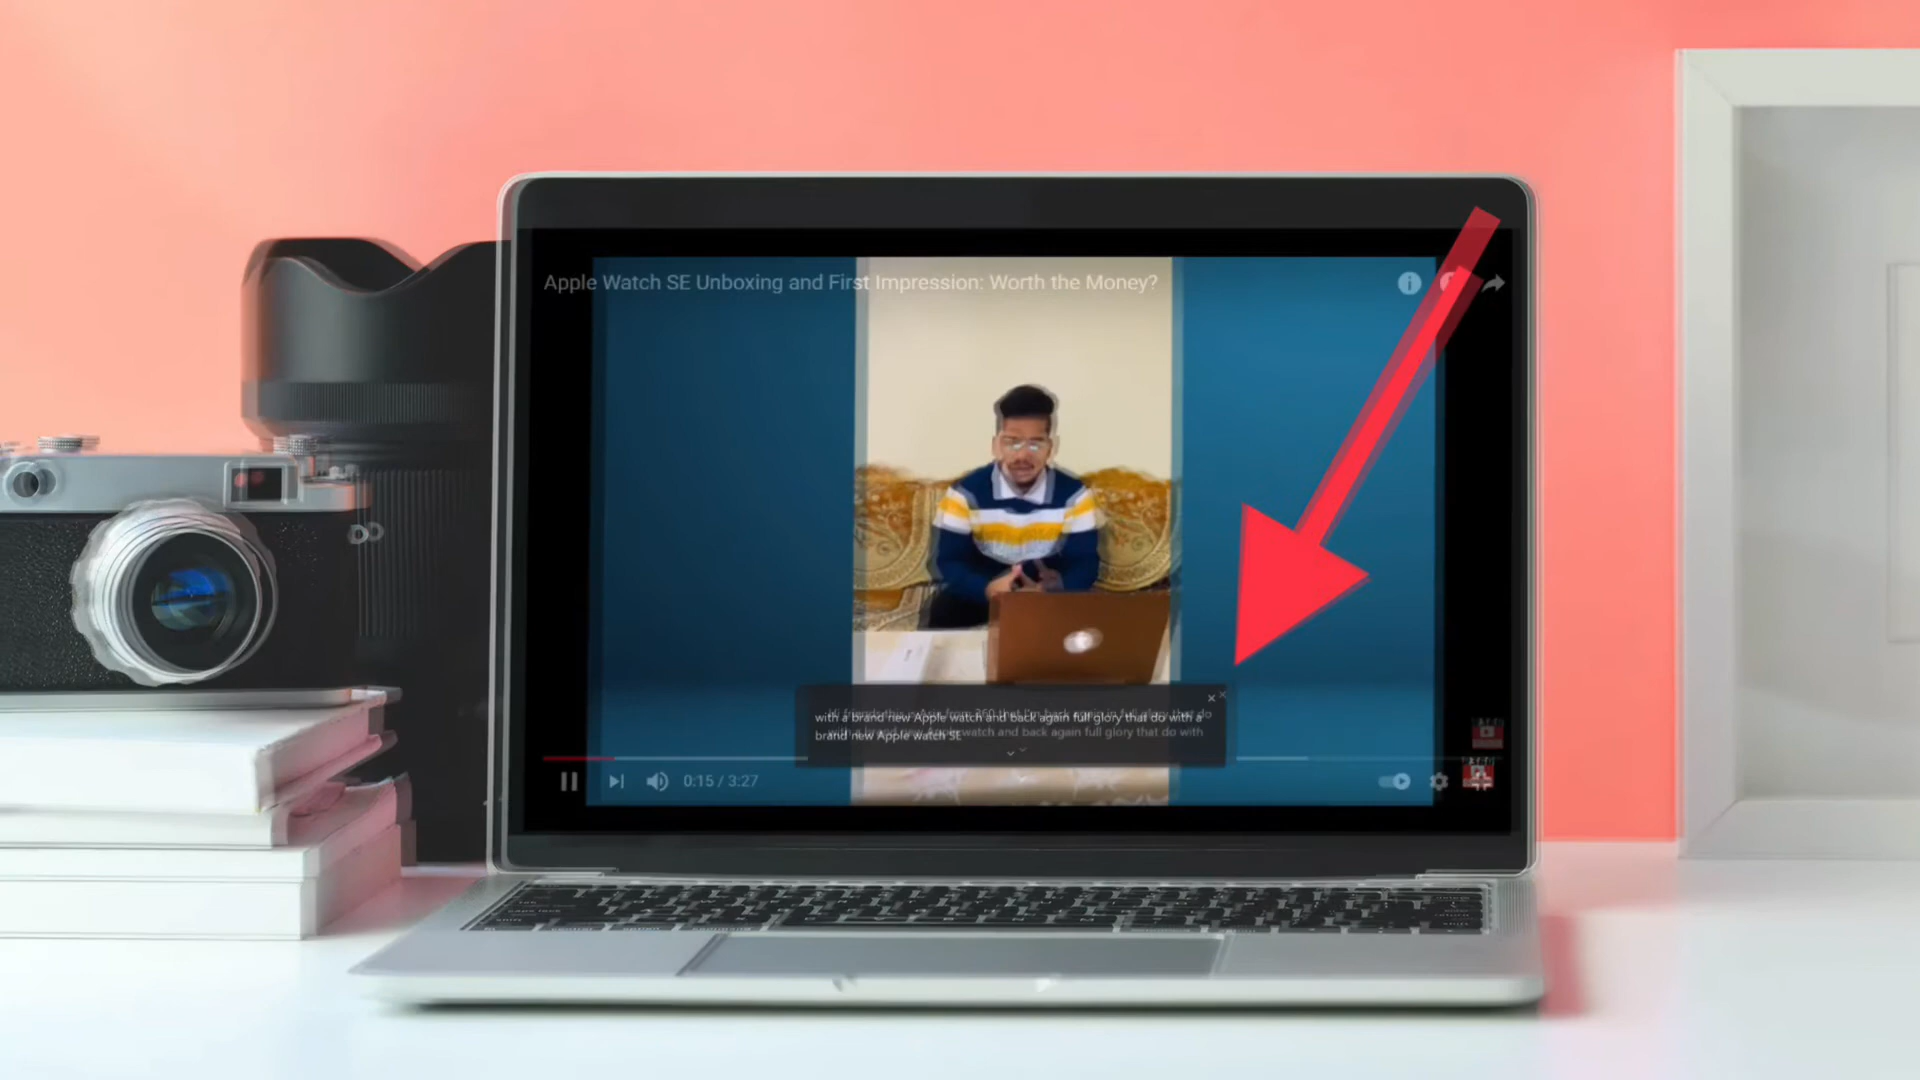 Apple Watch SE Unboxing and First Impression: Worth the Money?
with a brand new Apple watch and back again full glory that do with a
brand new Apple watch SE
0:15 / 3:27